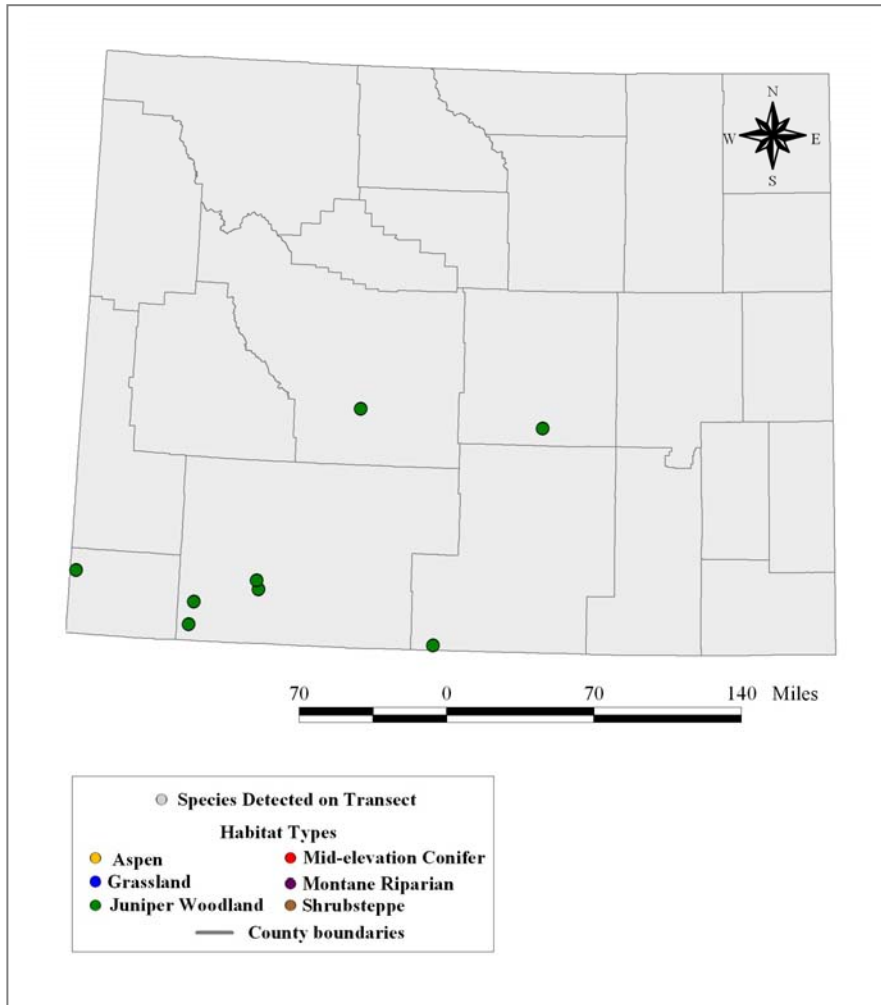 N
W E
S
70 0 70 140 Miles
Species Detected on Transect
Habitat Types
Aspen Mid-elevation Conifer
Grassland Montane Riparian
Juniper Woodland Shrubsteppe
County boundaries